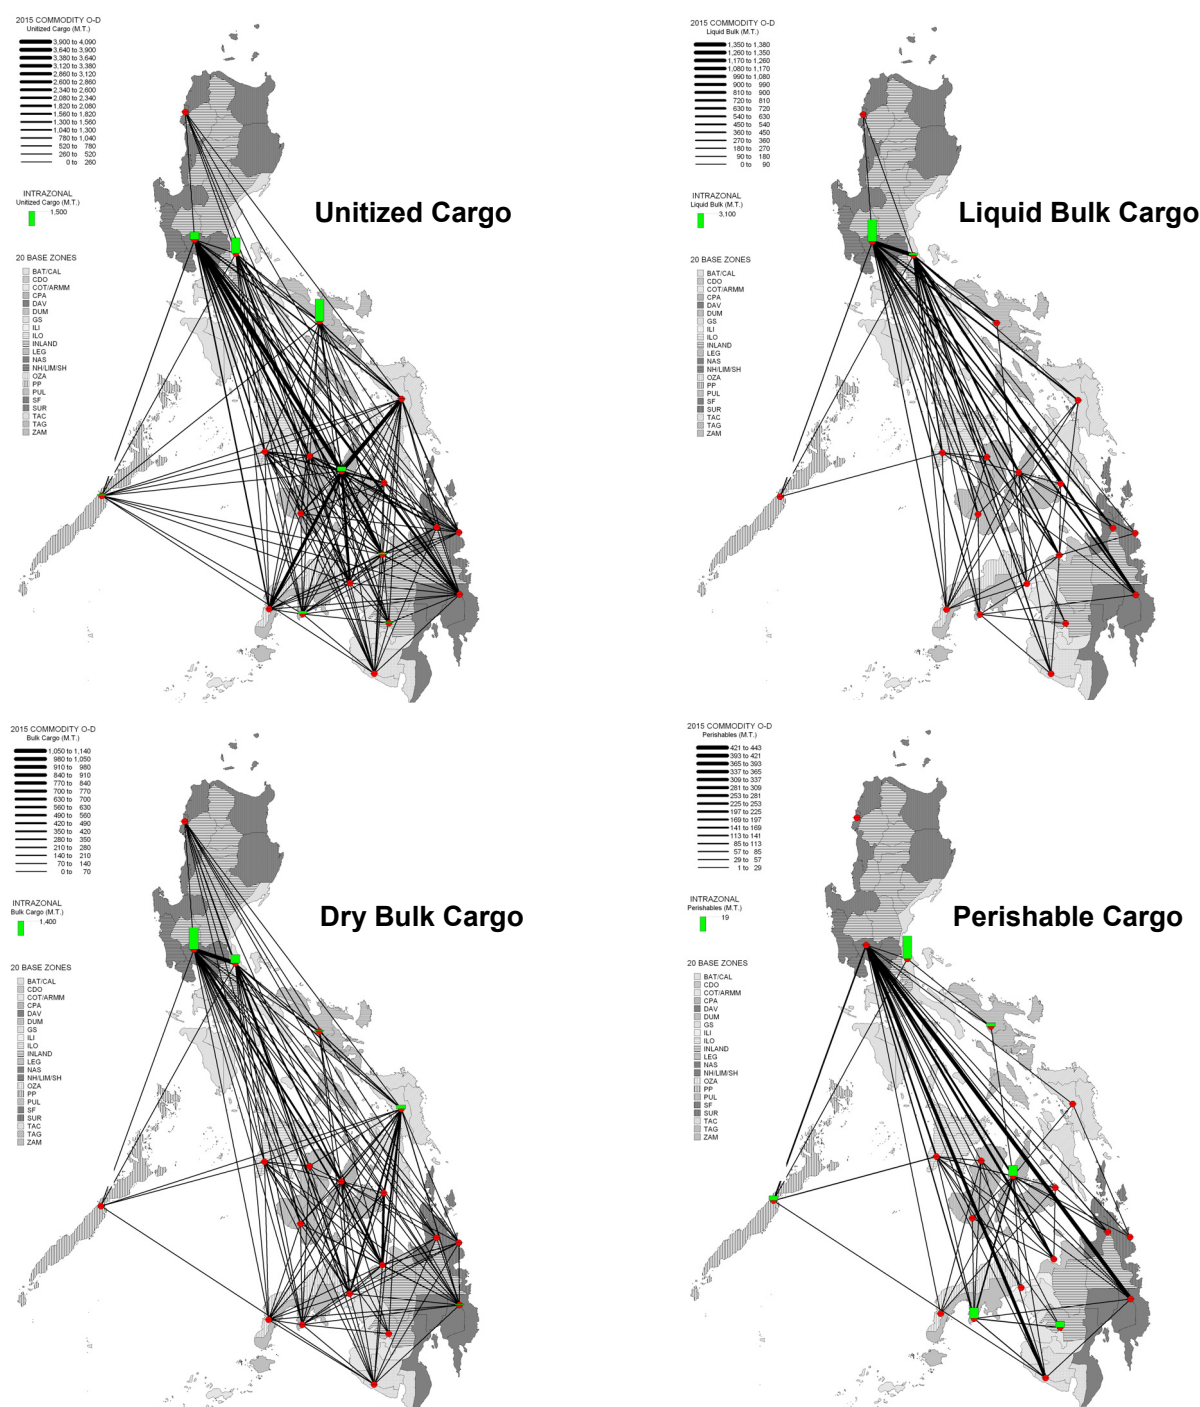 2015 COMMODITY O-D
Unitized Cargo (M.T.)
3,900 to 4,090
3,640 to 3,900
3,380 to 3,640
3,120 to 3,380
2,860 to 3,120
2,600 to 2,860
2,340 to 2,600
2,080 to 2,340
1,820 to 2,080
1,560 to 1,820
1,300 to 1,560
1,040 to 1,300
780 to 1,040
520 to 780
260 to 520
0 to 260
INTRAZONAL
Unitized Cargo (M.T.)
1,500
Unitized Cargo
20 BASE ZONES
BAT/CAL
CDO
COT/ARMM
CPA
DAV
DUM
GS
ILI
ILO
INLAND
LEG
NAS
NH/LIM/SH
OZA
PP
PUL
SF
SUR
TAC
TAG
ZAM
2015 COMMODITY O-D
Liquid Bulk (M.T.)
1,350 to 1,380
1,260 to 1,350
1,170 to 1,260
1,080 to 1,170
990 to 1,080
900 to 990
810 to 900
720 to 810
630 to 720
540 to 630
450 to 540
360 to 450
270 to 360
180 to 270
90 to 180
0 to 90
INTRAZONAL
Liquid Bulk (M.T.)
3,100
Liquid Bulk Cargo
20 BASE ZONES
BAT/CAL
CDO
COT/ARMM
CPA
DAV
DUM
GS
ILI
ILO
INLAND
LEG
NAS
NH/LIM/SH
OZA
PP
PUL
SF
SUR
TAC
TAG
ZAM
2015 COMMODITY O-D
Bulk Cargo (M.T.)
1,050 to 1,140
980 to 1,050
910 to 980
840 to 910
770 to 840
700 to 770
630 to 700
560 to 630
490 to 560
420 to 490
350 to 420
280 to 350
210 to 280
140 to 210
70 to 140
0 to 70
INTRAZONAL
Bulk Cargo (M.T.)
1,400
Dry Bulk Cargo
20 BASE ZONES
BAT/CAL
CDO
COT/ARMM
CPA
DAV
DUM
GS
ILI
ILO
INLAND
LEG
NAS
NH/LIM/SH
OZA
PP
PUL
SF
SUR
TAC
TAG
ZAM
2015 COMMODITY O-D
Perishables (M.T.)
421 to 443
393 to 421
365 to 393
337 to 365
309 to 337
281 to 309
253 to 281
225 to 253
197 to 225
169 to 197
141 to 169
113 to 141
85 to 113
57 to 85
29 to 57
1 to 29
INTRAZONAL
Perishables (M.T.)
19
Perishable Cargo
20 BASE ZONES
BAT/CAL
CDO
COT/ARMM
CPA
DAV
DUM
GS
ILI
ILO
INLAND
LEG
NAS
NH/LIM/SH
OZA
PP
PUL
SF
SUR
TAC
TAG
ZAM